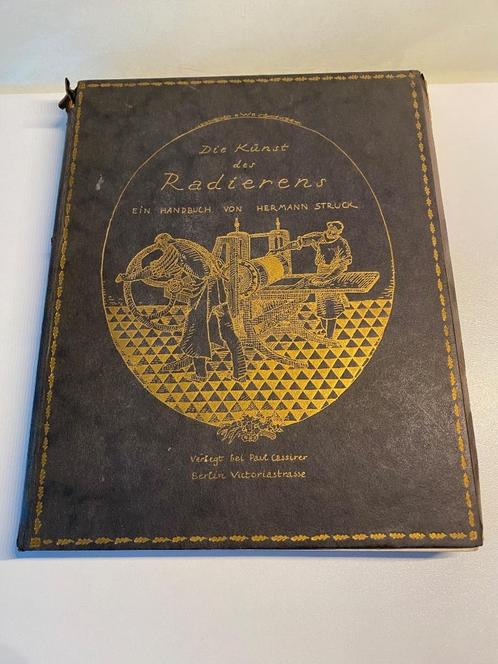 Die Kunst
des
Radierens
EIN HANDBUCH VON HERMANN STRUCK
Verlegt bei Paul Cassirer
Berlin Victoriastrasse